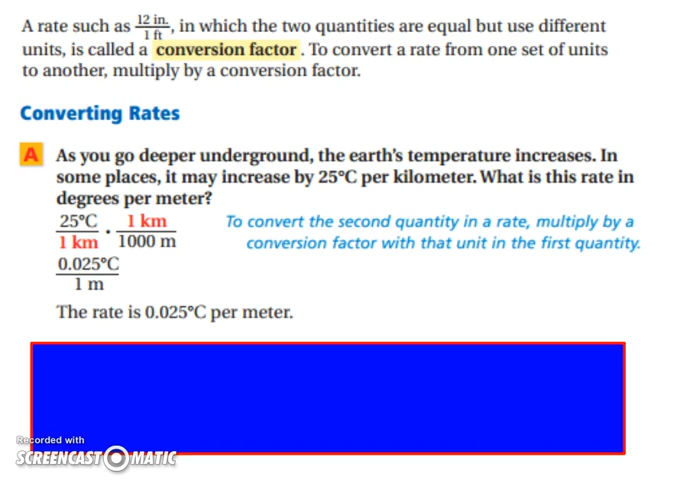 A rate such as 12 in. / 1 ft, in which the two quantities are equal but use different
units, is called a conversion factor. To convert a rate from one set of units
to another, multiply by a conversion factor.
Converting Rates
A As you go deeper underground, the earth's temperature increases. In
some places, it may increase by 25°C per kilometer. What is this rate in
degrees per meter?
25°C / 1 km · 1 km / 1000 m To convert the second quantity in a rate, multiply by a
conversion factor with that unit in the first quantity.
0.025°C / 1 m
The rate is 0.025°C per meter.
Recorded with
SCREENCAST O MATIC